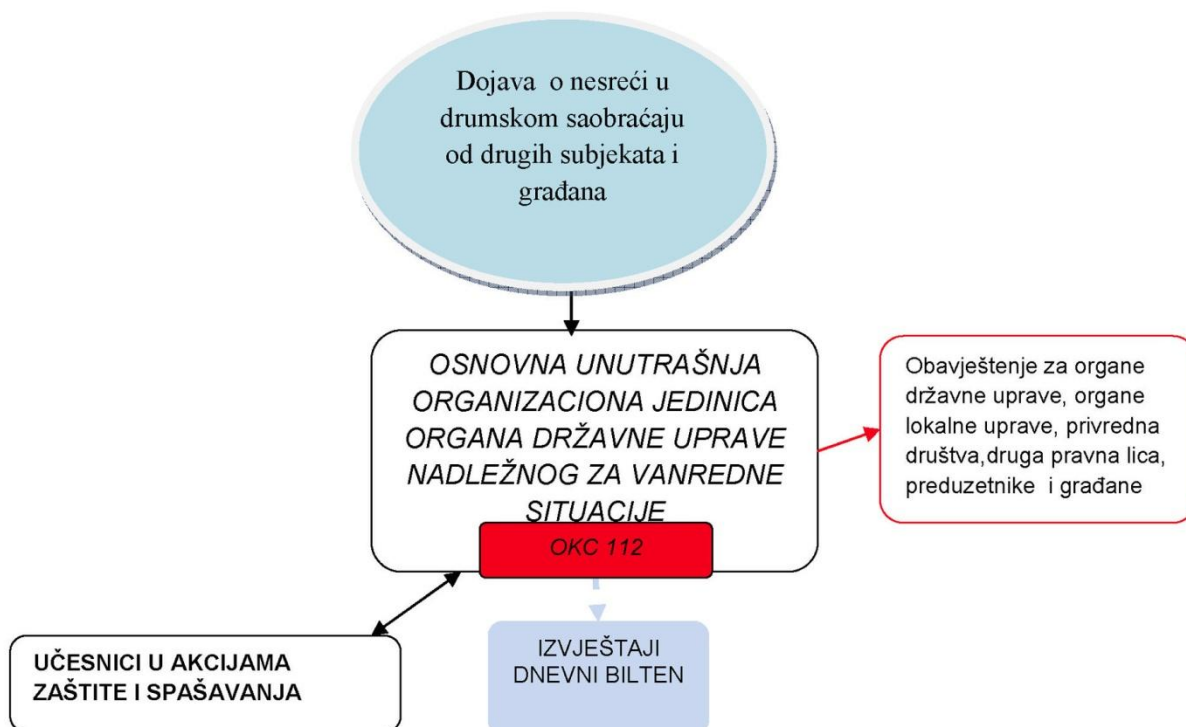 Dojava o nesreći u
drumskom saobraćaju
od drugih subjekata i
građana
OSNOVNA UNUTRAŠNJA
ORGANIZACIONA JEDINICA
ORGANA DRŽAVNE UPRAVE
NADLEŽNOG ZA VANREDNE
SITUACIJE
OKC 112
Obavještenje za organe
državne uprave, organe
lokalne uprave, privredna
društva,druga pravna lica,
preduzetnike i građane
UČESNICI U AKCIJAMA
ZAŠTITE I SPAŠAVANJA
IZVJEŠTAJI
DNEVNI BILTEN